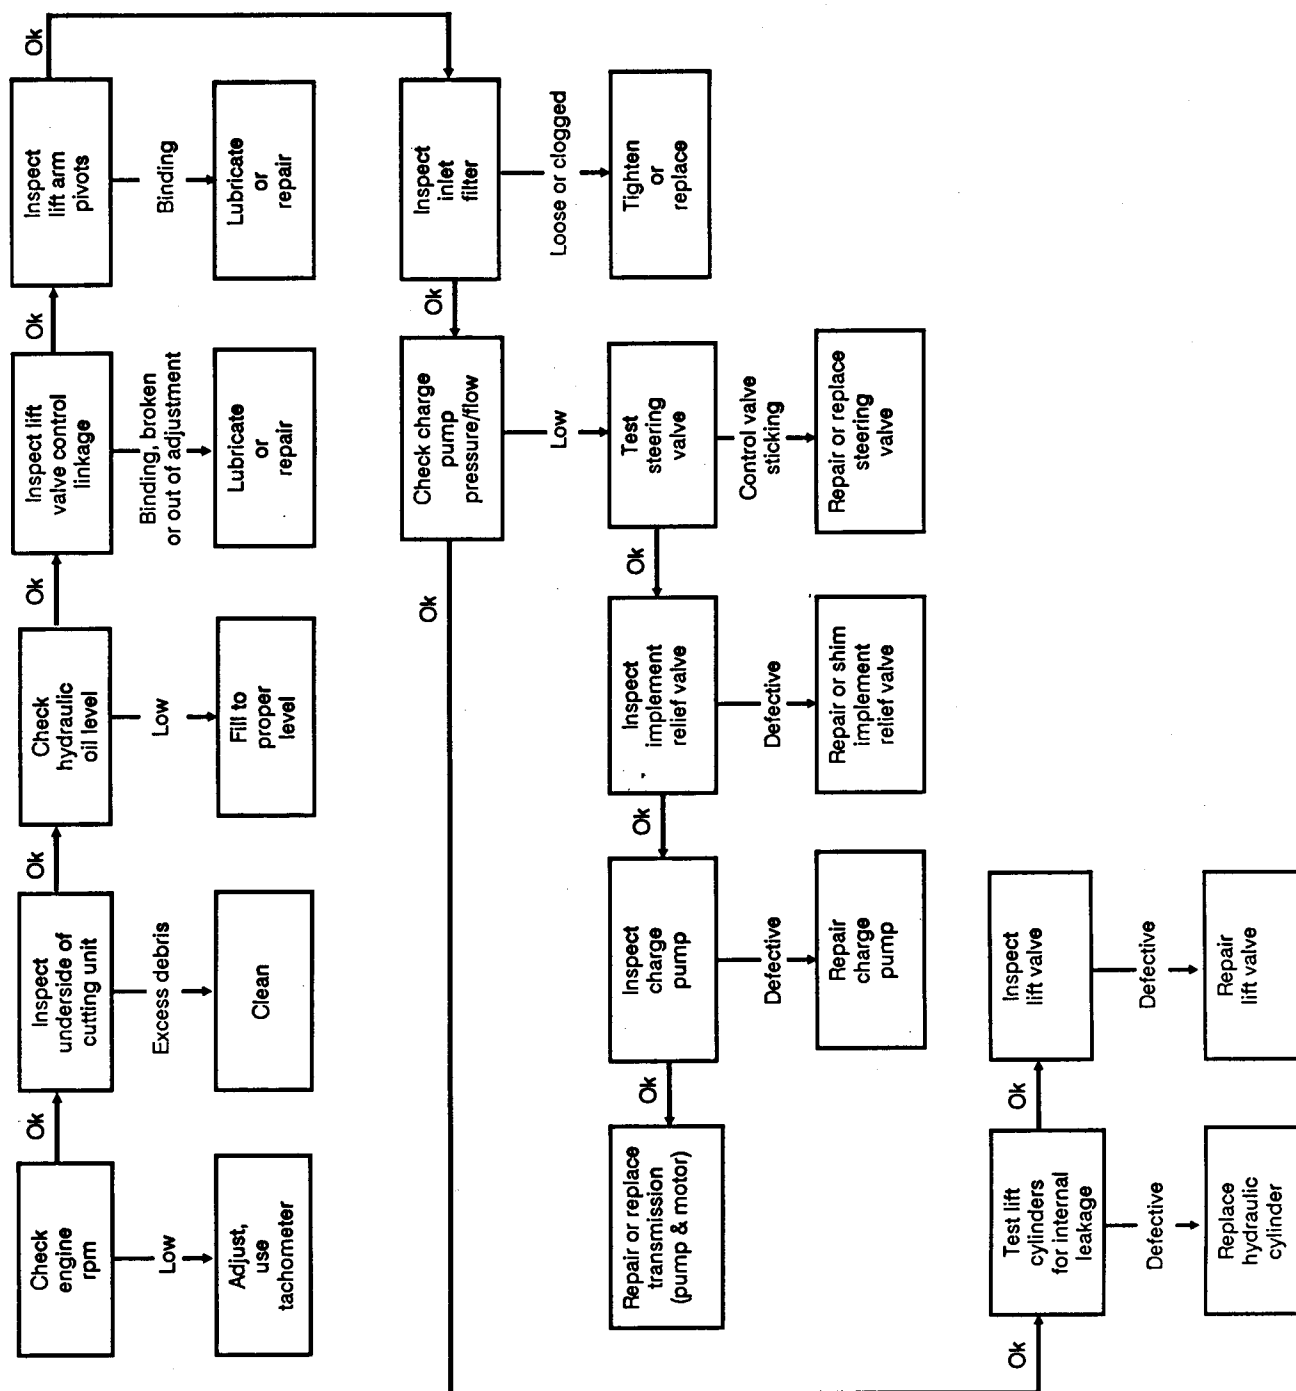 Check
engine
rpm
Low
Adjust,
use
tachometer
Ok
Inspect
underside of
cutting unit
Excess debris
Clean
Ok
Check
hydraulic
oil level
Low
Fill to
proper
level
Ok
Inspect lift
valve control
linkage
Binding, broken
or out of adjustment
Lubricate
or
repair
Ok
Inspect
lift arm
pivots
Binding
Lubricate
or
repair
Ok
Inspect
inlet
filter
Loose or clogged
Tighten
or
replace
Ok
Check charge
pump
pressure/flow
Low
Test
steering
valve
Control valve
sticking
Repair or replace
steering
valve
Ok
Inspect
implement
relief valve
Defective
Repair or shim
implement
relief valve
Ok
Inspect
charge
pump
Defective
Repair
charge
pump
Ok
Repair or replace
transmission
(pump & motor)
Ok
Ok
Test lift
cylinders
for internal
leakage
Defective
Replace
hydraulic
cylinder
Ok
Inspect
lift valve
Defective
Repair
lift valve